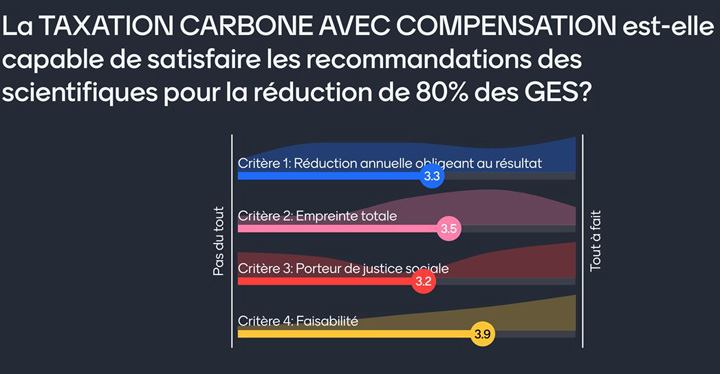 La TAXATION CARBONE AVEC COMPENSATION est-elle
capable de satisfaire les recommandations des
scientifiques pour la réduction de 80% des GES?
Critère 1: Réduction annuelle obligeant au résultat
3.3
Critère 2: Empreinte totale
3.5
Pas du tout
Tout à fait
Critère 3: Porteur de justice sociale
3.2
Critère 4: Faisabilité
3.9